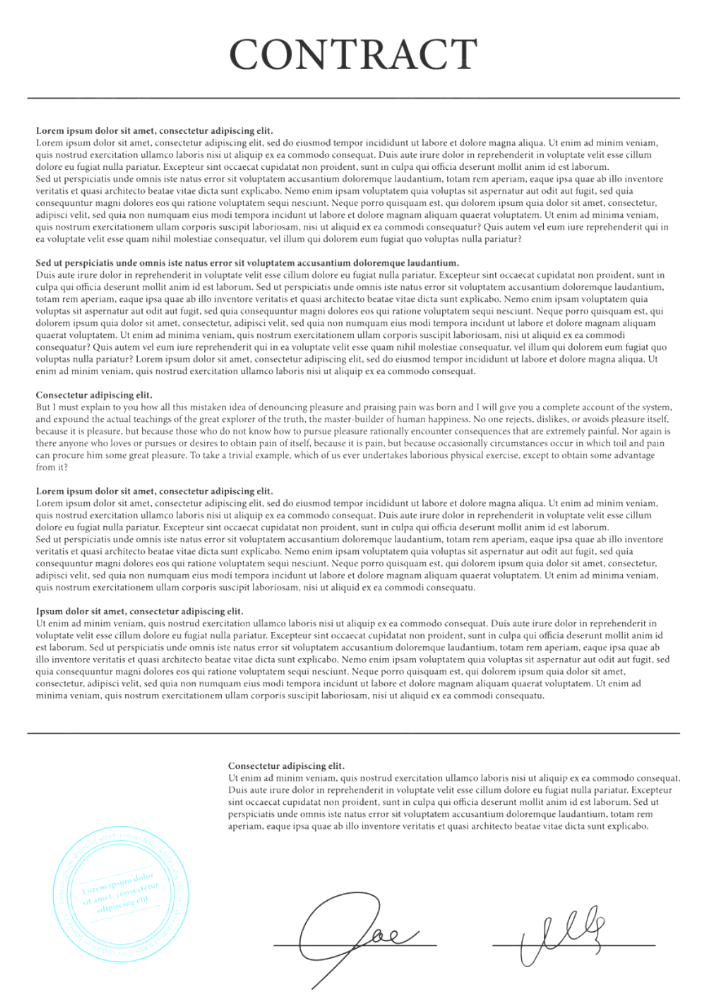 CONTRACT
Lorem ipsum dolor sit amet, consectetur adipiscing elit.
Lorem ipsum dolor sit amet, consectetur adipiscing elit, sed do eiusmod tempor incididunt ut labore et dolore magna aliqua. Ut enim ad minim veniam,
quis nostrud exercitation ullamco laboris nisi ut aliquip ex ea commodo consequat. Duis aute irure dolor in reprehenderit in voluptate velit esse cillum
dolore eu fugiat nulla pariatur. Excepteur sint occaecat cupidatat non proident, sunt in culpa qui officia deserunt mollit anim id est laborum.
Sed ut perspiciatis unde omnis iste natus error sit voluptatem accusantium doloremque laudantium, totam rem aperiam, eaque ipsa quae ab illo inventore
veritatis et quasi architecto beatae vitae dicta sunt explicabo. Nemo enim ipsam voluptatem quia voluptas sit aspernatur aut odit aut fugit, sed quia
consequuntur magni dolores eos qui ratione voluptatem sequi nesciunt. Neque porro quisquam est, qui dolorem ipsum quia dolor sit amet, consectetur,
adipisci velit, sed quia non numquam eius modi tempora incidunt ut labore et dolore magnam aliquam quaerat voluptatem. Ut enim ad minima veniam,
quis nostrum exercitationem ullam corporis suscipit laboriosam, nisi ut aliquid ex ea commodi consequatur? Quis autem vel eum iure reprehenderit qui in
ea voluptate velit esse quam nihil molestiae consequatur, vel illum qui dolorem eum fugiat quo voluptas nulla pariatur?
Sed ut perspiciatis unde omnis iste natus error sit voluptatem accusantium doloremque laudantium.
Duis aute irure dolor in reprehenderit in voluptate velit esse cillum dolore eu fugiat nulla pariatur. Excepteur sint occaecat cupidatat non proident, sunt in
culpa qui officia deserunt mollit anim id est laborum. Sed ut perspiciatis unde omnis iste natus error sit voluptatem accusantium doloremque laudantium,
totam rem aperiam, eaque ipsa quae ab illo inventore veritatis et quasi architecto beatae vitae dicta sunt explicabo. Nemo enim ipsam voluptatem quia
voluptas sit aspernatur aut odit aut fugit, sed quia consequuntur magni dolores eos qui ratione voluptatem sequi nesciunt. Neque porro quisquam est, qui
dolorem ipsum quia dolor sit amet, consectetur, adipisci velit, sed quia non numquam eius modi tempora incidunt ut labore et dolore magnam aliquam
quaerat voluptatem. Ut enim ad minima veniam, quis nostrum exercitationem ullam corporis suscipit laboriosam, nisi ut aliquid ex ea commodi
consequatur? Quis autem vel eum iure reprehenderit qui in ea voluptate velit esse quam nihil molestiae consequatur, vel illum qui dolorem eum fugiat quo
voluptas nulla pariatur? Lorem ipsum dolor sit amet, consectetur adipiscing elit, sed do eiusmod tempor incididunt ut labore et dolore magna aliqua. Ut
enim ad minim veniam, quis nostrud exercitation ullamco laboris nisi ut aliquip ex ea commodo consequat.
Consectetur adipiscing elit.
But I must explain to you how all this mistaken idea of denouncing pleasure and praising pain was born and I will give you a complete account of the system,
and expound the actual teachings of the great explorer of the truth, the master-builder of human happiness. No one rejects, dislikes, or avoids pleasure itself,
because it is pleasure, but because those who do not know how to pursue pleasure rationally encounter consequences that are extremely painful. Nor again is
there anyone who loves or pursues or desires to obtain pain of itself, because it is pain, but because occasionally circumstances occur in which toil and pain
can procure him some great pleasure. To take a trivial example, which of us ever undertakes laborious physical exercise, except to obtain some advantage
from it?
Lorem ipsum dolor sit amet, consectetur adipiscing elit.
Lorem ipsum dolor sit amet, consectetur adipiscing elit, sed do eiusmod tempor incididunt ut labore et dolore magna aliqua. Ut enim ad minim veniam,
quis nostrud exercitation ullamco laboris nisi ut aliquip ex ea commodo consequat. Duis aute irure dolor in reprehenderit in voluptate velit esse cillum
dolore eu fugiat nulla pariatur. Excepteur sint occaecat cupidatat non proident, sunt in culpa qui officia deserunt mollit anim id est laborum.
Sed ut perspiciatis unde omnis iste natus error sit voluptatem accusantium doloremque laudantium, totam rem aperiam, eaque ipsa quae ab illo inventore
veritatis et quasi architecto beatae vitae dicta sunt explicabo. Nemo enim ipsam voluptatem quia voluptas sit aspernatur aut odit aut fugit, sed quia
consequuntur magni dolores eos qui ratione voluptatem sequi nesciunt. Neque porro quisquam est, qui dolorem ipsum quia dolor sit amet, consectetur,
adipisci velit, sed quia non numquam eius modi tempora incidunt ut labore et dolore magnam aliquam quaerat voluptatem. Ut enim ad minima veniam,
quis nostrum exercitationem ullam corporis suscipit laboriosam, nisi ut aliquid ex ea commodi consequatu.
Ipsum dolor sit amet, consectetur adipiscing elit.
Ut enim ad minim veniam, quis nostrud exercitation ullamco laboris nisi ut aliquip ex ea commodo consequat. Duis aute irure dolor in reprehenderit in
voluptate velit esse cillum dolore eu fugiat nulla pariatur. Excepteur sint occaecat cupidatat non proident, sunt in culpa qui officia deserunt mollit anim id
est laborum. Sed ut perspiciatis unde omnis iste natus error sit voluptatem accusantium doloremque laudantium, totam rem aperiam, eaque ipsa quae ab
illo inventore veritatis et quasi architecto beatae vitae dicta sunt explicabo. Nemo enim ipsam voluptatem quia voluptas sit aspernatur aut odit aut fugit, sed
quia consequuntur magni dolores eos qui ratione voluptatem sequi nesciunt. Neque porro quisquam est, qui dolorem ipsum quia dolor sit amet,
consectetur, adipisci velit, sed quia non numquam eius modi tempora incidunt ut labore et dolore magnam aliquam quaerat voluptatem. Ut enim ad
minima veniam, quis nostrum exercitationem ullam corporis suscipit laboriosam, nisi ut aliquid ex ea commodi consequatu.
Consectetur adipiscing elit.
Ut enim ad minim veniam, quis nostrud exercitation ullamco laboris nisi ut aliquip ex ea commodo consequat.
Duis aute irure dolor in reprehenderit in voluptate velit esse cillum dolore eu fugiat nulla pariatur. Excepteur
sint occaecat cupidatat non proident, sunt in culpa qui officia deserunt mollit anim id est laborum. Sed ut
perspiciatis unde omnis iste natus error sit voluptatem accusantium doloremque laudantium, totam rem
aperiam, eaque ipsa quae ab illo inventore veritatis et quasi architecto beatae vitae dicta sunt explicabo.
Lorem ipsum dolor
sit amet, consectetur
adipiscing elit.